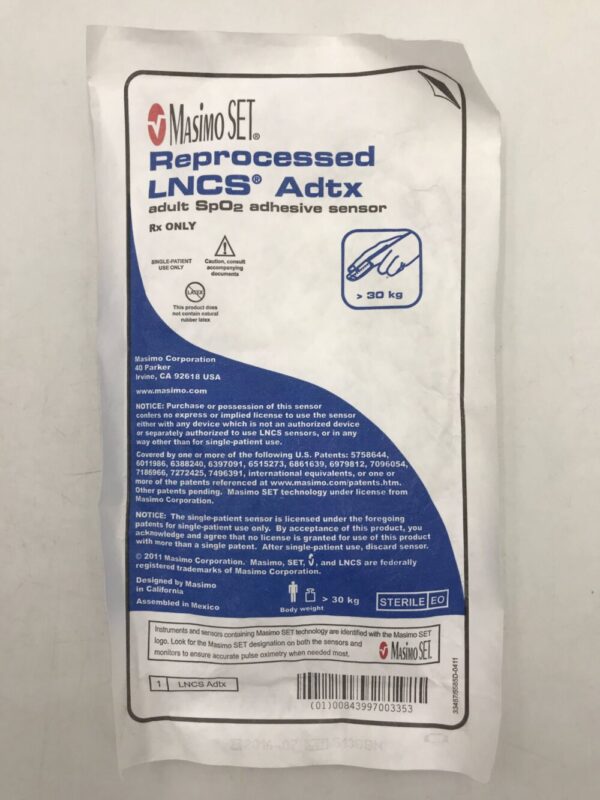 MASIMO SET®
Reprocessed
LNCS® Adtx
adult SpO2 adhesive sensor
Rx ONLY
SINGLE-PATIENT
USE ONLY
Caution, consult
accompanying
documents
LATEX
This product does
not contain natural
rubber latex
> 30 kg
Masimo Corporation
40 Parker
Irvine, CA 92618 USA
www.masimo.com
NOTICE: Purchase or possession of this sensor
confers no express or implied license to use the sensor
either with any device which is not an authorized device
or separately authorized to use LNCS sensors, or in any
way other than for single-patient use.
Covered by one or more of the following U.S. Patents: 5758644,
6011986, 6388240, 6397091, 6515273, 6861639, 6979812, 7096054,
7186966, 7272425, 7496391, international equivalents, or one or
more of the patents referenced at www.masimo.com/patents.htm.
Other patents pending. Masimo SET technology under license from
Masimo Corporation.
NOTICE: The single-patient sensor is licensed under the foregoing
patents for single-patient use only. By acceptance of this product, you
acknowledge and agree that no license is granted for use of this product
with more than a single patent. After single-patient use, discard sensor.
© 2011 Masimo Corporation. Masimo, SET, , and LNCS are federally
registered trademarks of Masimo Corporation.
Designed by Masimo
in California
Assembled in Mexico
> 30 kg
Body weight
STERILE EO
Instruments and sensors containing Masimo SET technology are identified with the Masimo SET
logo. Look for the Masimo SET designation on both the sensors and
monitors to ensure accurate pulse oximetry when needed most.
MASIMO SET.
1 LNCS Adtx
(01)00843997003353